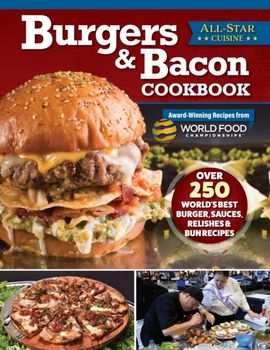 Burgers
& Bacon
COOKBOOK
ALL-STAR
CUISINE
Award-Winning Recipes from
WORLD FOOD
CHAMPIONSHIPS
OVER
250
WORLD'S BEST
BURGER, SAUCES,
RELISHES &
BUN RECIPES